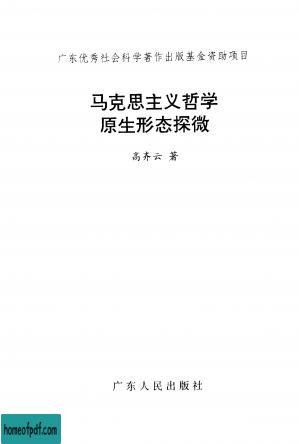 广东优秀社会科学著作出版基金资助项目
马克思主义哲学
原生形态探微
高齐云 著
广东人民出版社
homeofpdf.com